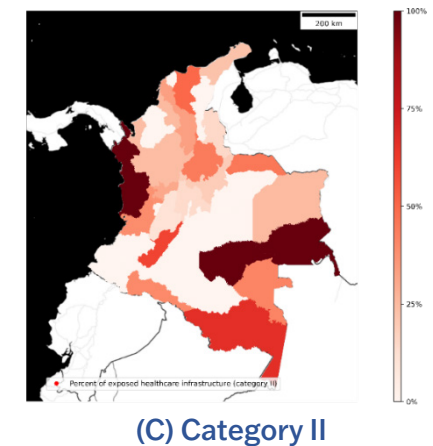 200 km
100%
75%
50%
25%
0%
Percent of exposed healthcare infrastructure (category II)
(C) Category II